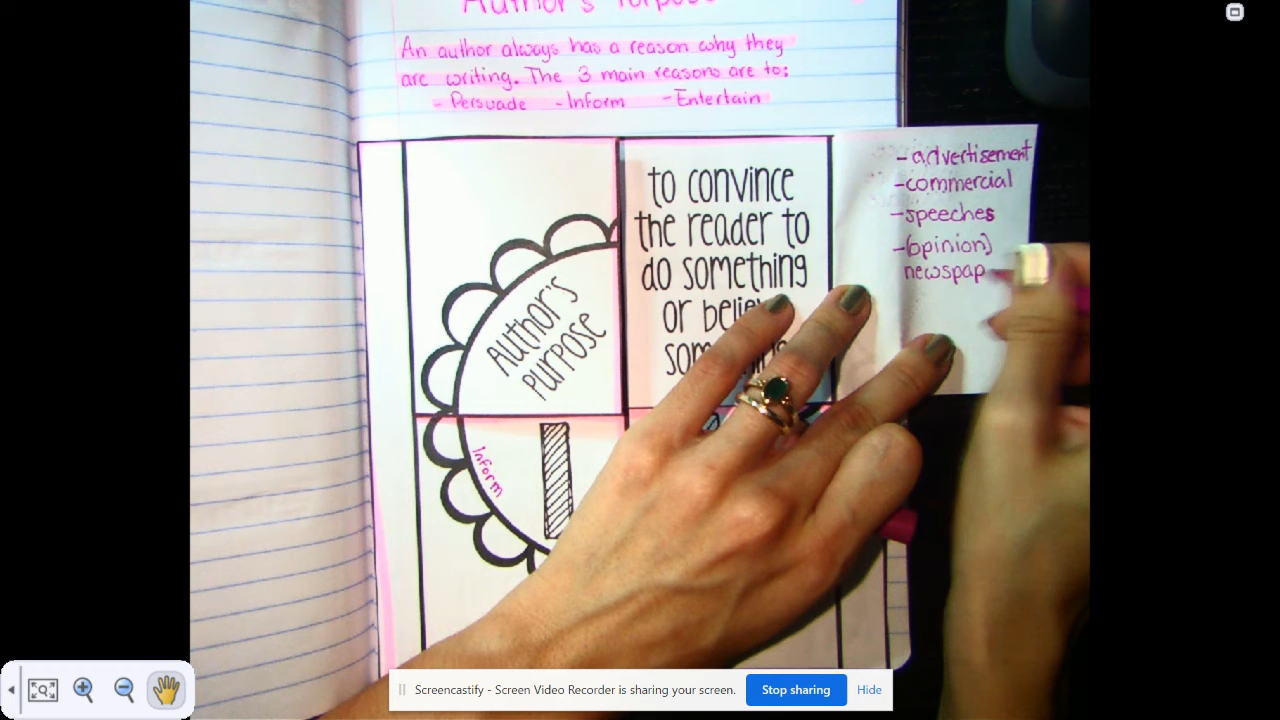 Author's Purpose
An author always has a reason why they
are writing. The 3 main reasons are to:
- Persuade - Inform - Entertain
Author's
Purpose
to convince
the reader to
do something
or
- advertisement
- commercial
- speeches
- (opinion)
newspap
Inform
I
Screencastify - Screen Video Recorder is sharing your screen.
Stop sharing
Hide